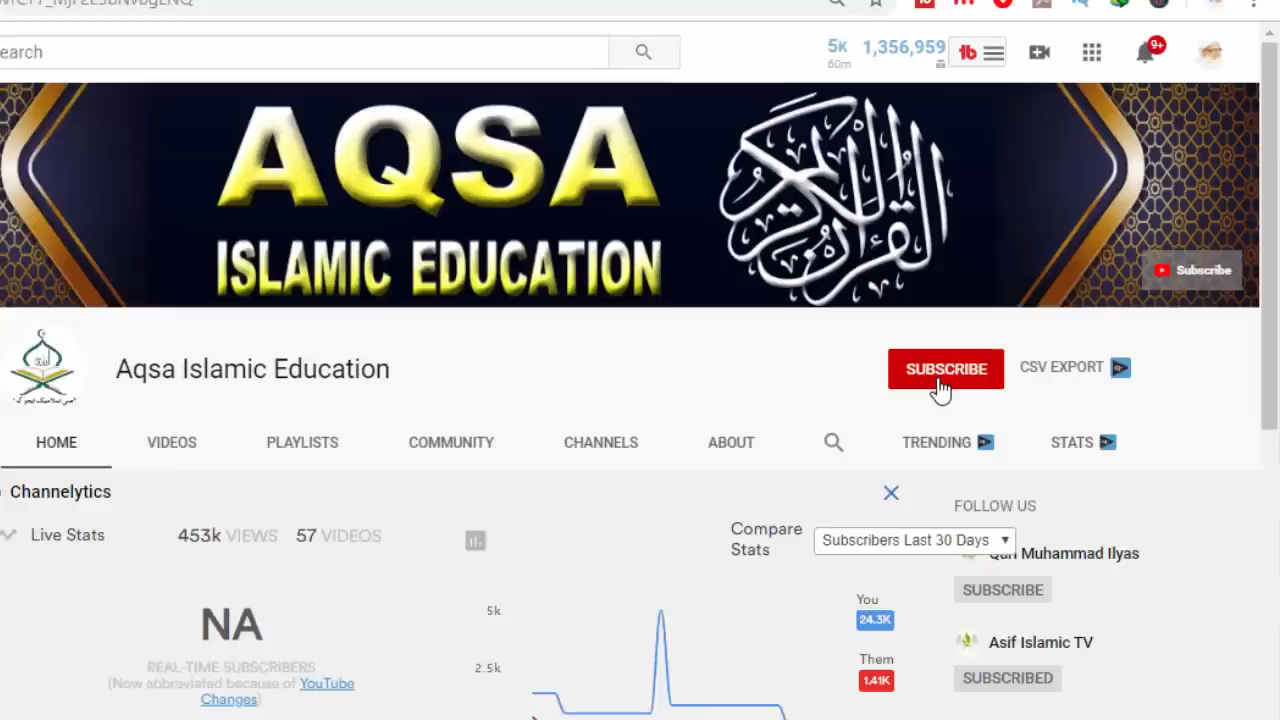 earch
5K
60m
1,356,959
9+
AQSA
ISLAMIC EDUCATION
القرآن الكريم
Subscribe
Aqsa Islamic Education
SUBSCRIBE
CSV EXPORT
HOME VIDEOS PLAYLISTS COMMUNITY CHANNELS ABOUT TRENDING STATS
Channelytics
FOLLOW US
Live Stats 453k VIEWS 57 VIDEOS
Compare
Stats
Subscribers Last 30 Days
Muhammad Ilyas
SUBSCRIBE
You
24.3K
5k
NA
Asif Islamic TV
SUBSCRIBED
Them
1.41K
2.5k
REAL-TIME SUBSCRIBERS
(Now abbreviated because of YouTube
Changes)